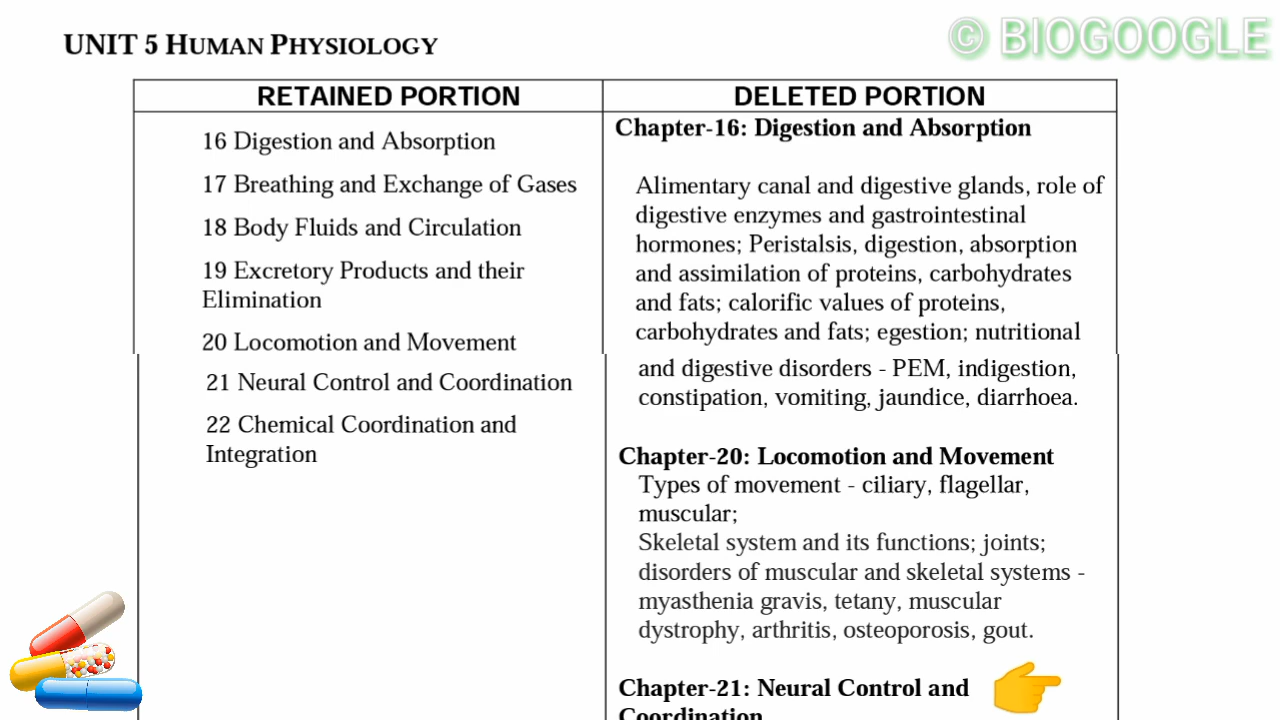 © BIOGOOGLE
UNIT 5 HUMAN PHYSIOLOGY
RETAINED PORTION
16 Digestion and Absorption
17 Breathing and Exchange of Gases
18 Body Fluids and Circulation
19 Excretory Products and their
Elimination
20 Locomotion and Movement
21 Neural Control and Coordination
22 Chemical Coordination and
Integration
DELETED PORTION
Chapter-16: Digestion and Absorption
Alimentary canal and digestive glands, role of
digestive enzymes and gastrointestinal
hormones; Peristalsis, digestion, absorption
and assimilation of proteins, carbohydrates
and fats; calorific values of proteins,
carbohydrates and fats; egestion; nutritional
and digestive disorders - PEM, indigestion,
constipation, vomiting, jaundice, diarrhoea.
Chapter-20: Locomotion and Movement
Types of movement - ciliary, flagellar,
muscular;
Skeletal system and its functions; joints;
disorders of muscular and skeletal systems -
myasthenia gravis, tetany, muscular
dystrophy, arthritis, osteoporosis, gout.
Chapter-21: Neural Control and
Coordination